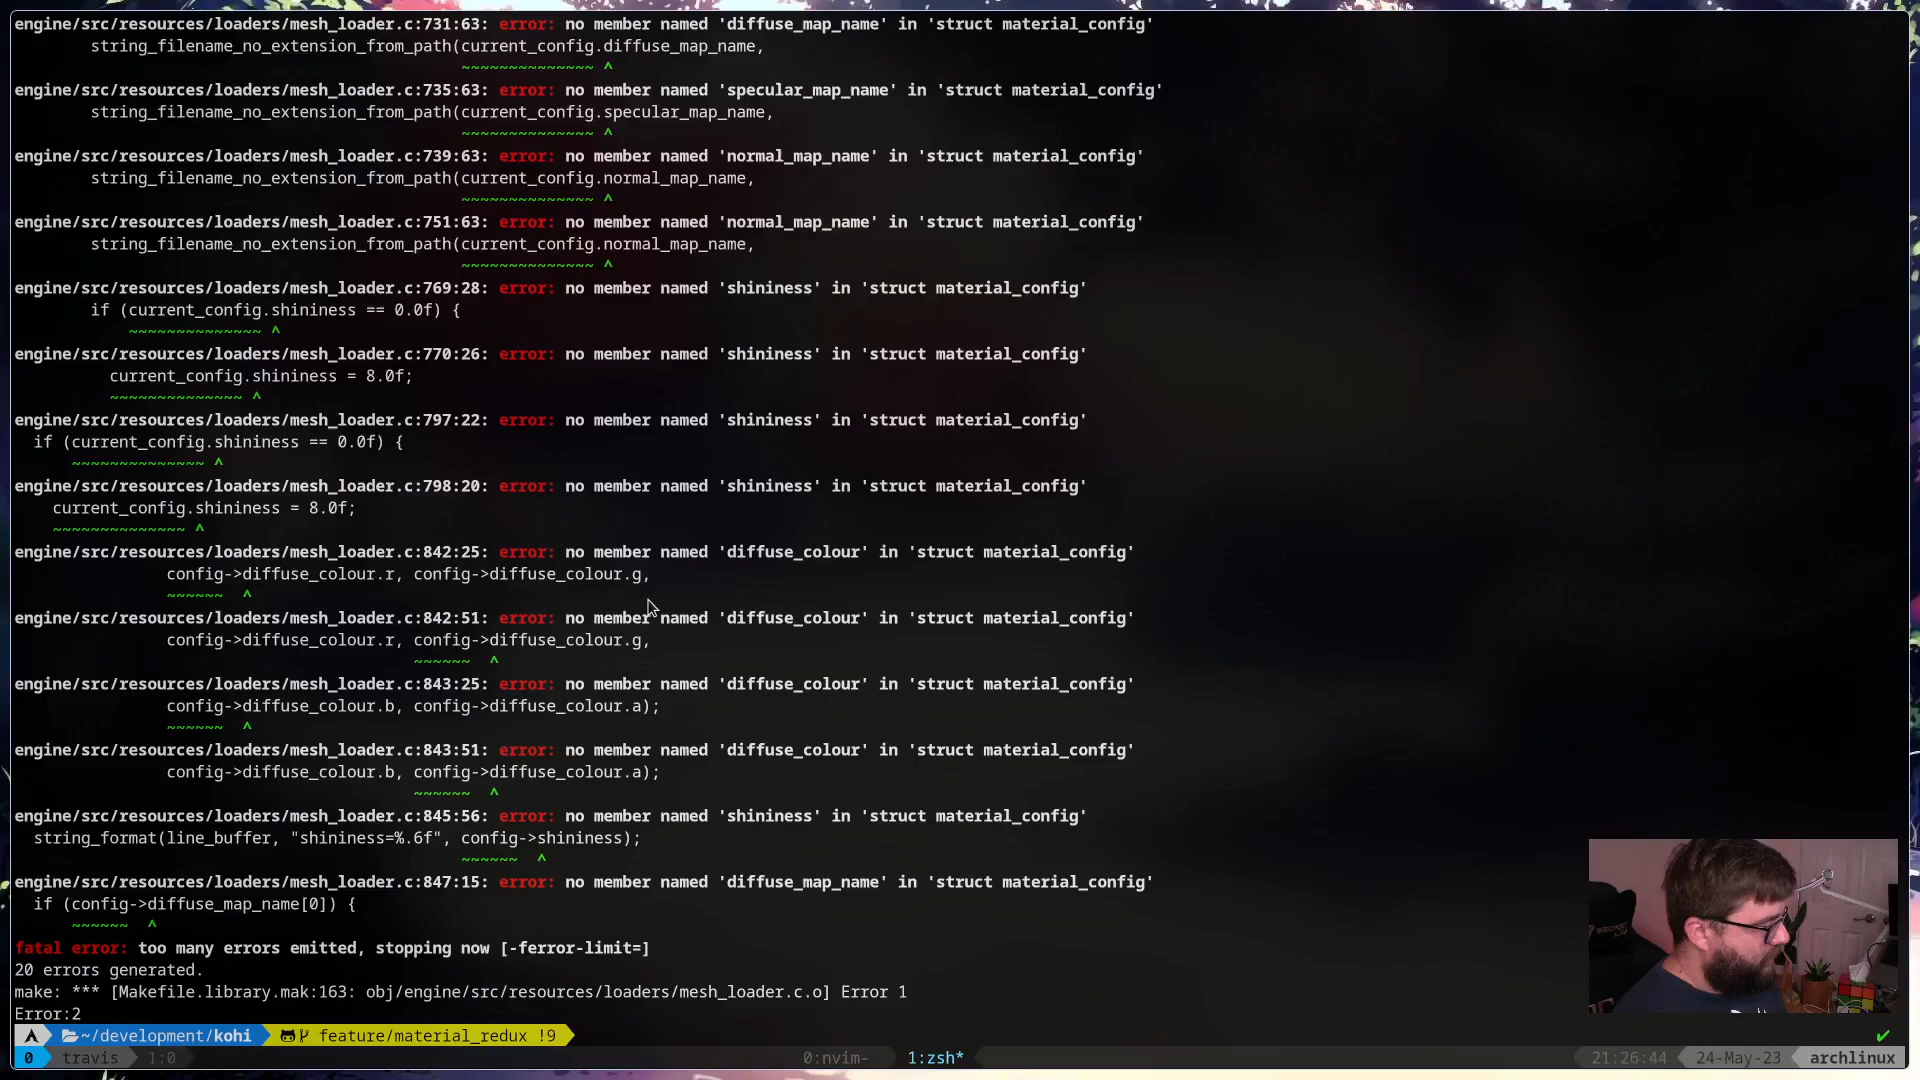 engine/src/resources/loaders/mesh_loader.c:731:63: error: no member named 'diffuse_map_name' in 'struct material_config'
string_filename_no_extension_from_path(current_config.diffuse_map_name,
~~~~~~~~~~~~~~ ^
engine/src/resources/loaders/mesh_loader.c:735:63: error: no member named 'specular_map_name' in 'struct material_config'
string_filename_no_extension_from_path(current_config.specular_map_name,
~~~~~~~~~~~~~~ ^
engine/src/resources/loaders/mesh_loader.c:739:63: error: no member named 'normal_map_name' in 'struct material_config'
string_filename_no_extension_from_path(current_config.normal_map_name,
~~~~~~~~~~~~~~ ^
engine/src/resources/loaders/mesh_loader.c:751:63: error: no member named 'normal_map_name' in 'struct material_config'
string_filename_no_extension_from_path(current_config.normal_map_name,
~~~~~~~~~~~~~~ ^
engine/src/resources/loaders/mesh_loader.c:769:28: error: no member named 'shininess' in 'struct material_config'
if (current_config.shininess == 0.0f) {
~~~~~~~~~~~~~~ ^
engine/src/resources/loaders/mesh_loader.c:770:26: error: no member named 'shininess' in 'struct material_config'
current_config.shininess = 8.0f;
~~~~~~~~~~~~~~ ^
engine/src/resources/loaders/mesh_loader.c:797:22: error: no member named 'shininess' in 'struct material_config'
if (current_config.shininess == 0.0f) {
~~~~~~~~~~~~~~ ^
engine/src/resources/loaders/mesh_loader.c:798:20: error: no member named 'shininess' in 'struct material_config'
current_config.shininess = 8.0f;
~~~~~~~~~~~~~~ ^
engine/src/resources/loaders/mesh_loader.c:842:25: error: no member named 'diffuse_colour' in 'struct material_config'
config->diffuse_colour.r, config->diffuse_colour.g,
~~~~~~  ^
engine/src/resources/loaders/mesh_loader.c:842:51: error: no member named 'diffuse_colour' in 'struct material_config'
config->diffuse_colour.r, config->diffuse_colour.g,
~~~~~~  ^
engine/src/resources/loaders/mesh_loader.c:843:25: error: no member named 'diffuse_colour' in 'struct material_config'
config->diffuse_colour.b, config->diffuse_colour.a);
~~~~~~  ^
engine/src/resources/loaders/mesh_loader.c:843:51: error: no member named 'diffuse_colour' in 'struct material_config'
config->diffuse_colour.b, config->diffuse_colour.a);
~~~~~~  ^
engine/src/resources/loaders/mesh_loader.c:845:56: error: no member named 'shininess' in 'struct material_config'
string_format(line_buffer, "shininess=%.6f", config->shininess);
~~~~~~  ^
engine/src/resources/loaders/mesh_loader.c:847:15: error: no member named 'diffuse_map_name' in 'struct material_config'
if (config->diffuse_map_name[0]) {
~~~~~~  ^
fatal error: too many errors emitted, stopping now [-ferror-limit=]
20 errors generated.
make: *** [Makefile.library.mak:163: obj/engine/src/resources/loaders/mesh_loader.c.o] Error 1
Error:2
~/development/kohi feature/material_redux !9 ✔
0 travis 1:0 0:nvim- 1:zsh* 21:26:44 24-May-23 archlinux